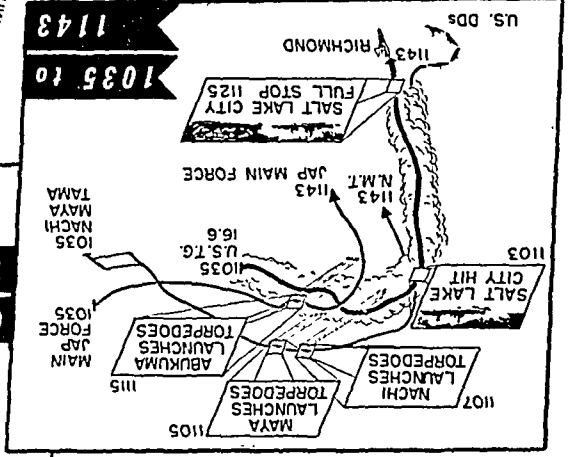 1105
MAYA
LAUNCHES
TORPEDOES
1107
NACHI
LAUNCHES
TORPEDOES
1115
ABUKUMA
LAUNCHES
TORPEDOES
MAIN
JAP
FORCE
1035
SALT LAKE
CITY HIT
1103
1035
U.S.T.G.
16.6
1035
NACHI
MAYA
TAMA
1143
N.M.T.
1143
JAP MAIN FORCE
SALT LAKE CITY
FULL STOP 1125
1035 to
1143
1143
RICHMOND
U.S. DDs